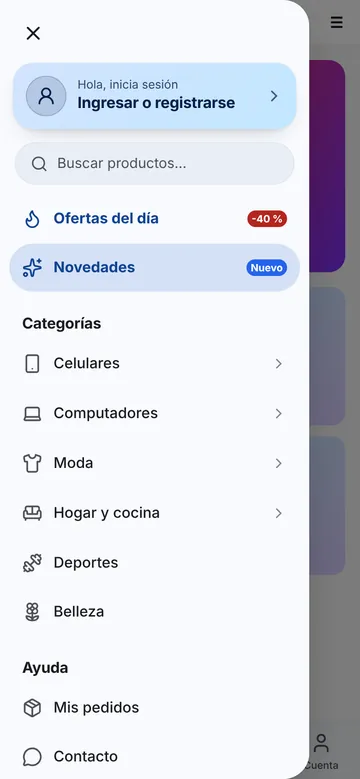 Hola, inicia sesión
Ingresar o registrarse
Buscar productos...
Ofertas del día
-40 %
Novedades
Nuevo
Categorías
Celulares
Computadores
Moda
Hogar y cocina
Deportes
Belleza
Ayuda
Mis pedidos
Contacto
Cuenta